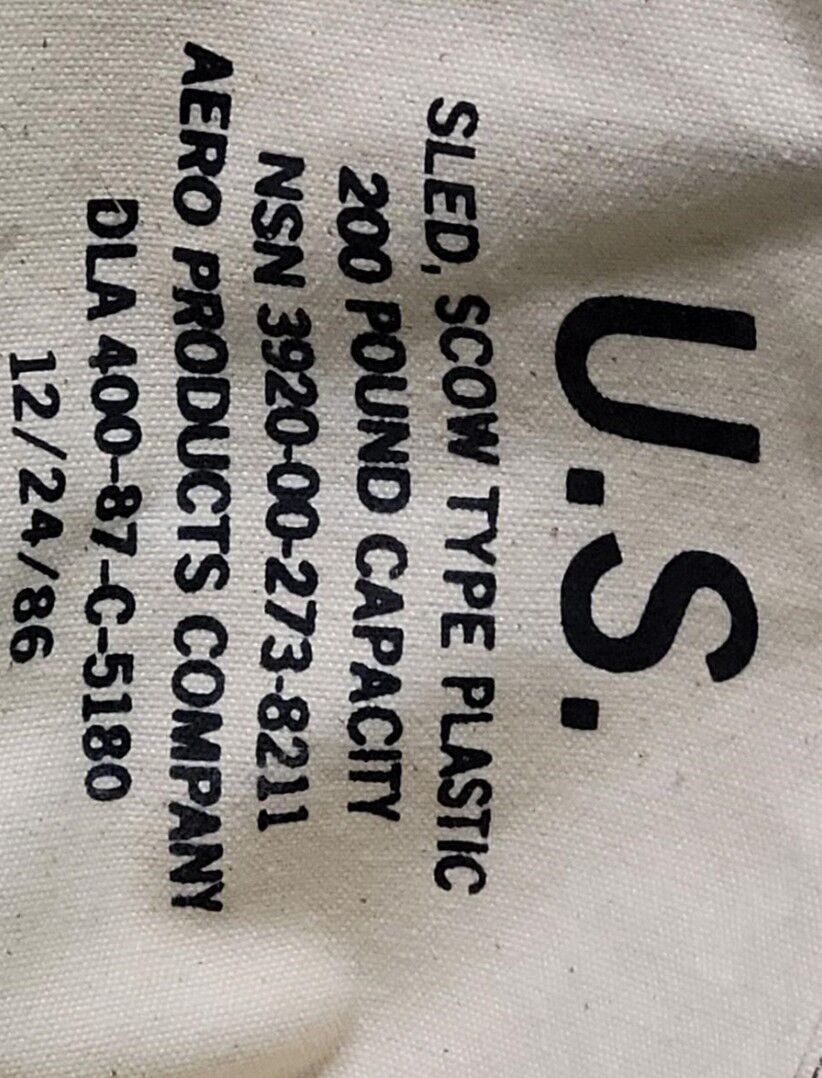 U.S.
SLED, SCOW TYPE PLASTIC
200 POUND CAPACITY
NSN 3920-00-273-8211
AERO PRODUCTS COMPANY
DLA 400-87-C-5180
12/24/86